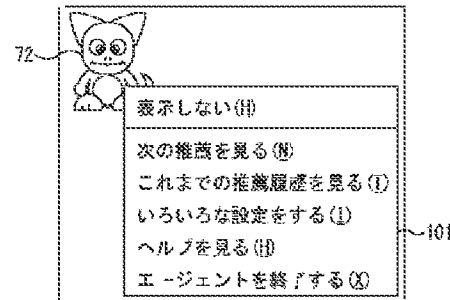 72
表示しない(H)
次の推薦を見る(N)
これまでの推薦履歴を見る(T)
いろいろな設定をする(I)
ヘルプを見る(H)
エージェントを終了する(X)
101